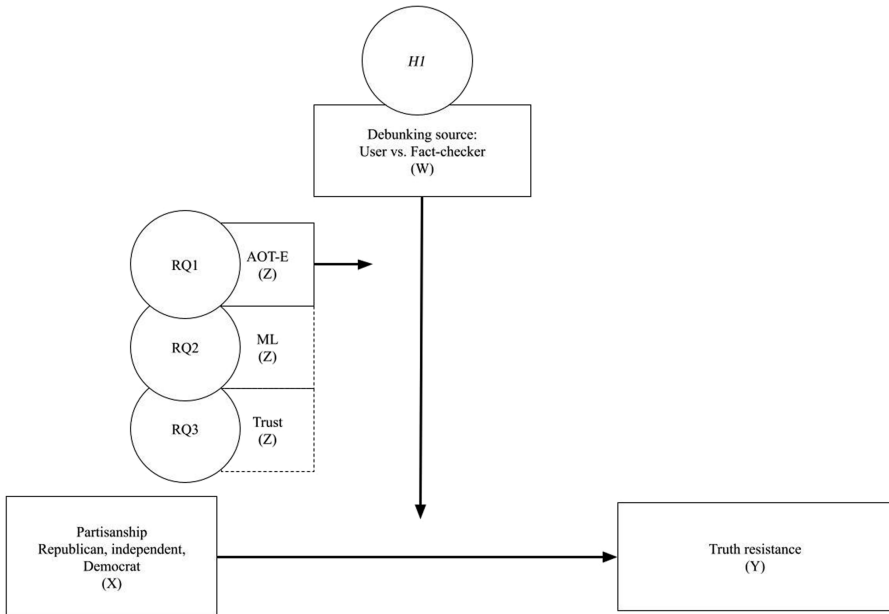 H1
Debunking source:
User vs. Fact-checker
(W)
RQ1
AOT-E
(Z)
RQ2
ML
(Z)
RQ3
Trust
(Z)
Partisanship
Republican, independent,
Democrat
(X)
Truth resistance
(Y)